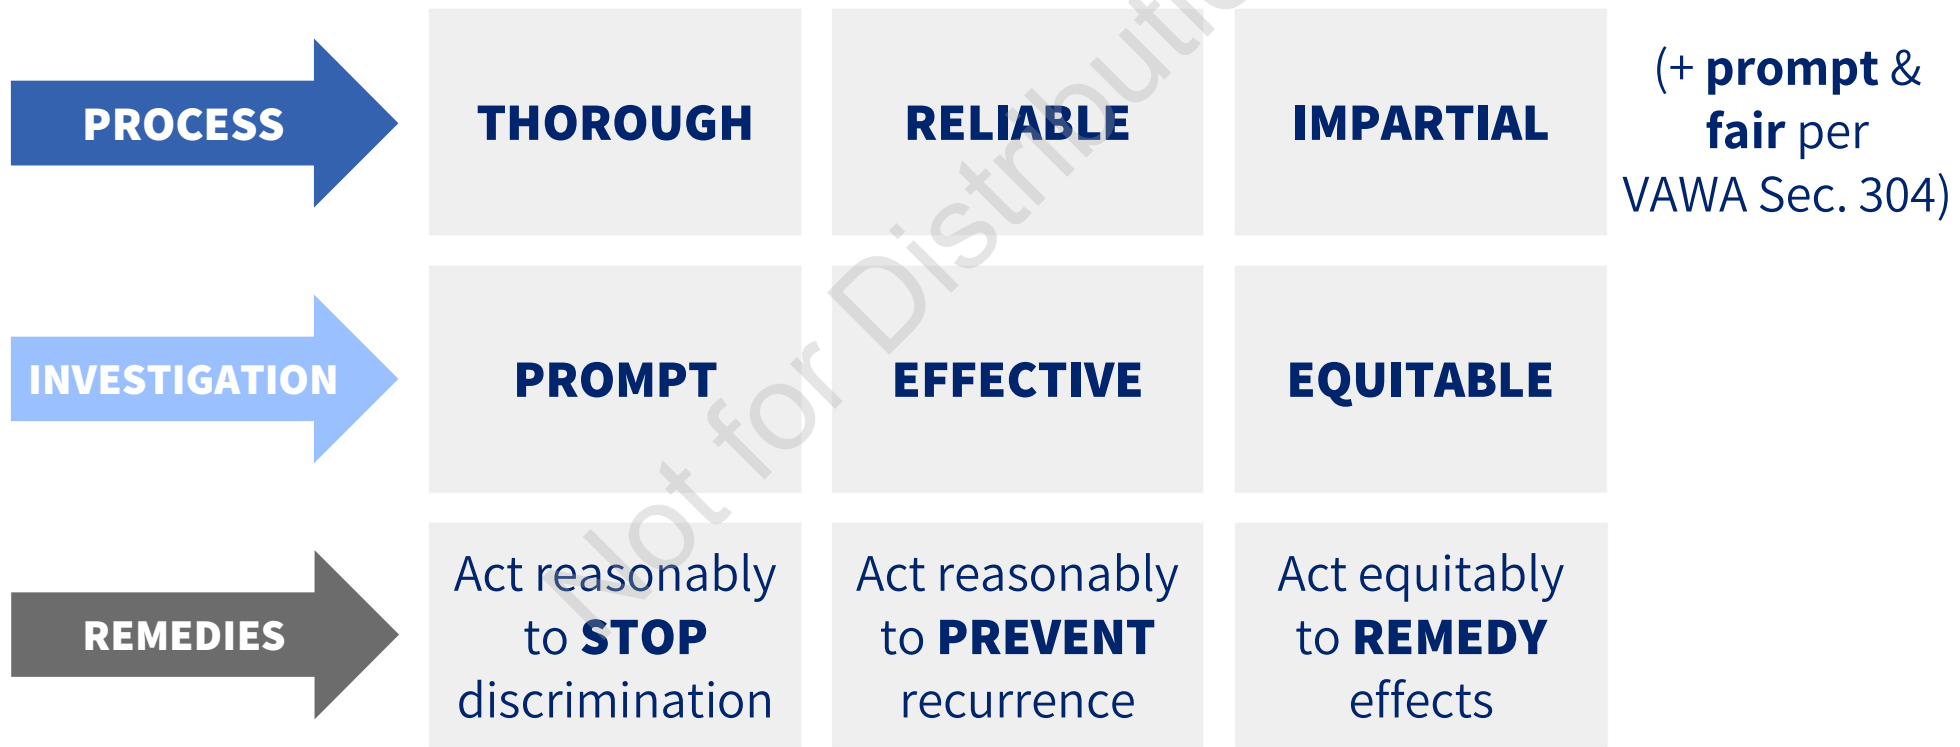 PROCESS
THOROUGH
RELIABLE
IMPARTIAL
(+ prompt &
fair per
VAWA Sec. 304)
INVESTIGATION
PROMPT
EFFECTIVE
EQUITABLE
REMEDIES
Act reasonably
to STOP
discrimination
Act reasonably
to PREVENT
recurrence
Act equitably
to REMEDY
effects
Not for Distributio